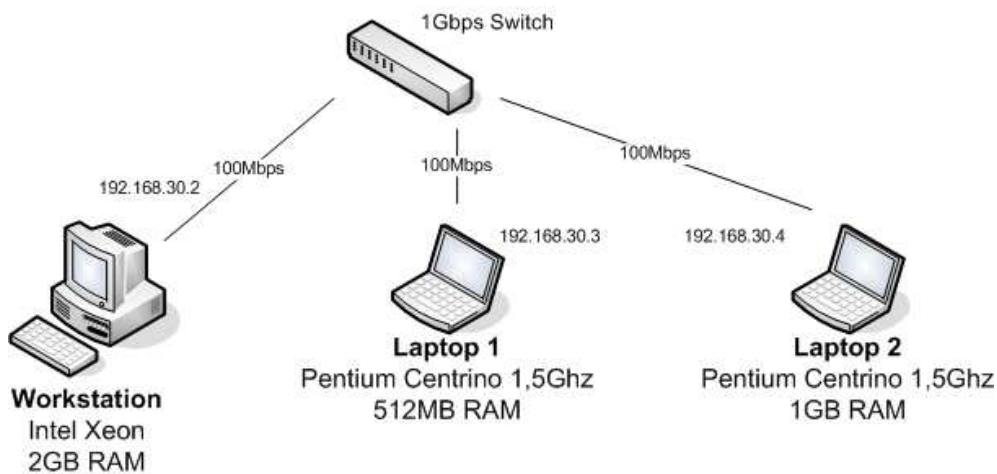 1Gbps Switch
100Mbps
100Mbps
100Mbps
192.168.30.2
192.168.30.3
192.168.30.4
Workstation
Intel Xeon
2GB RAM
Laptop 1
Pentium Centrino 1,5Ghz
512MB RAM
Laptop 2
Pentium Centrino 1,5Ghz
1GB RAM